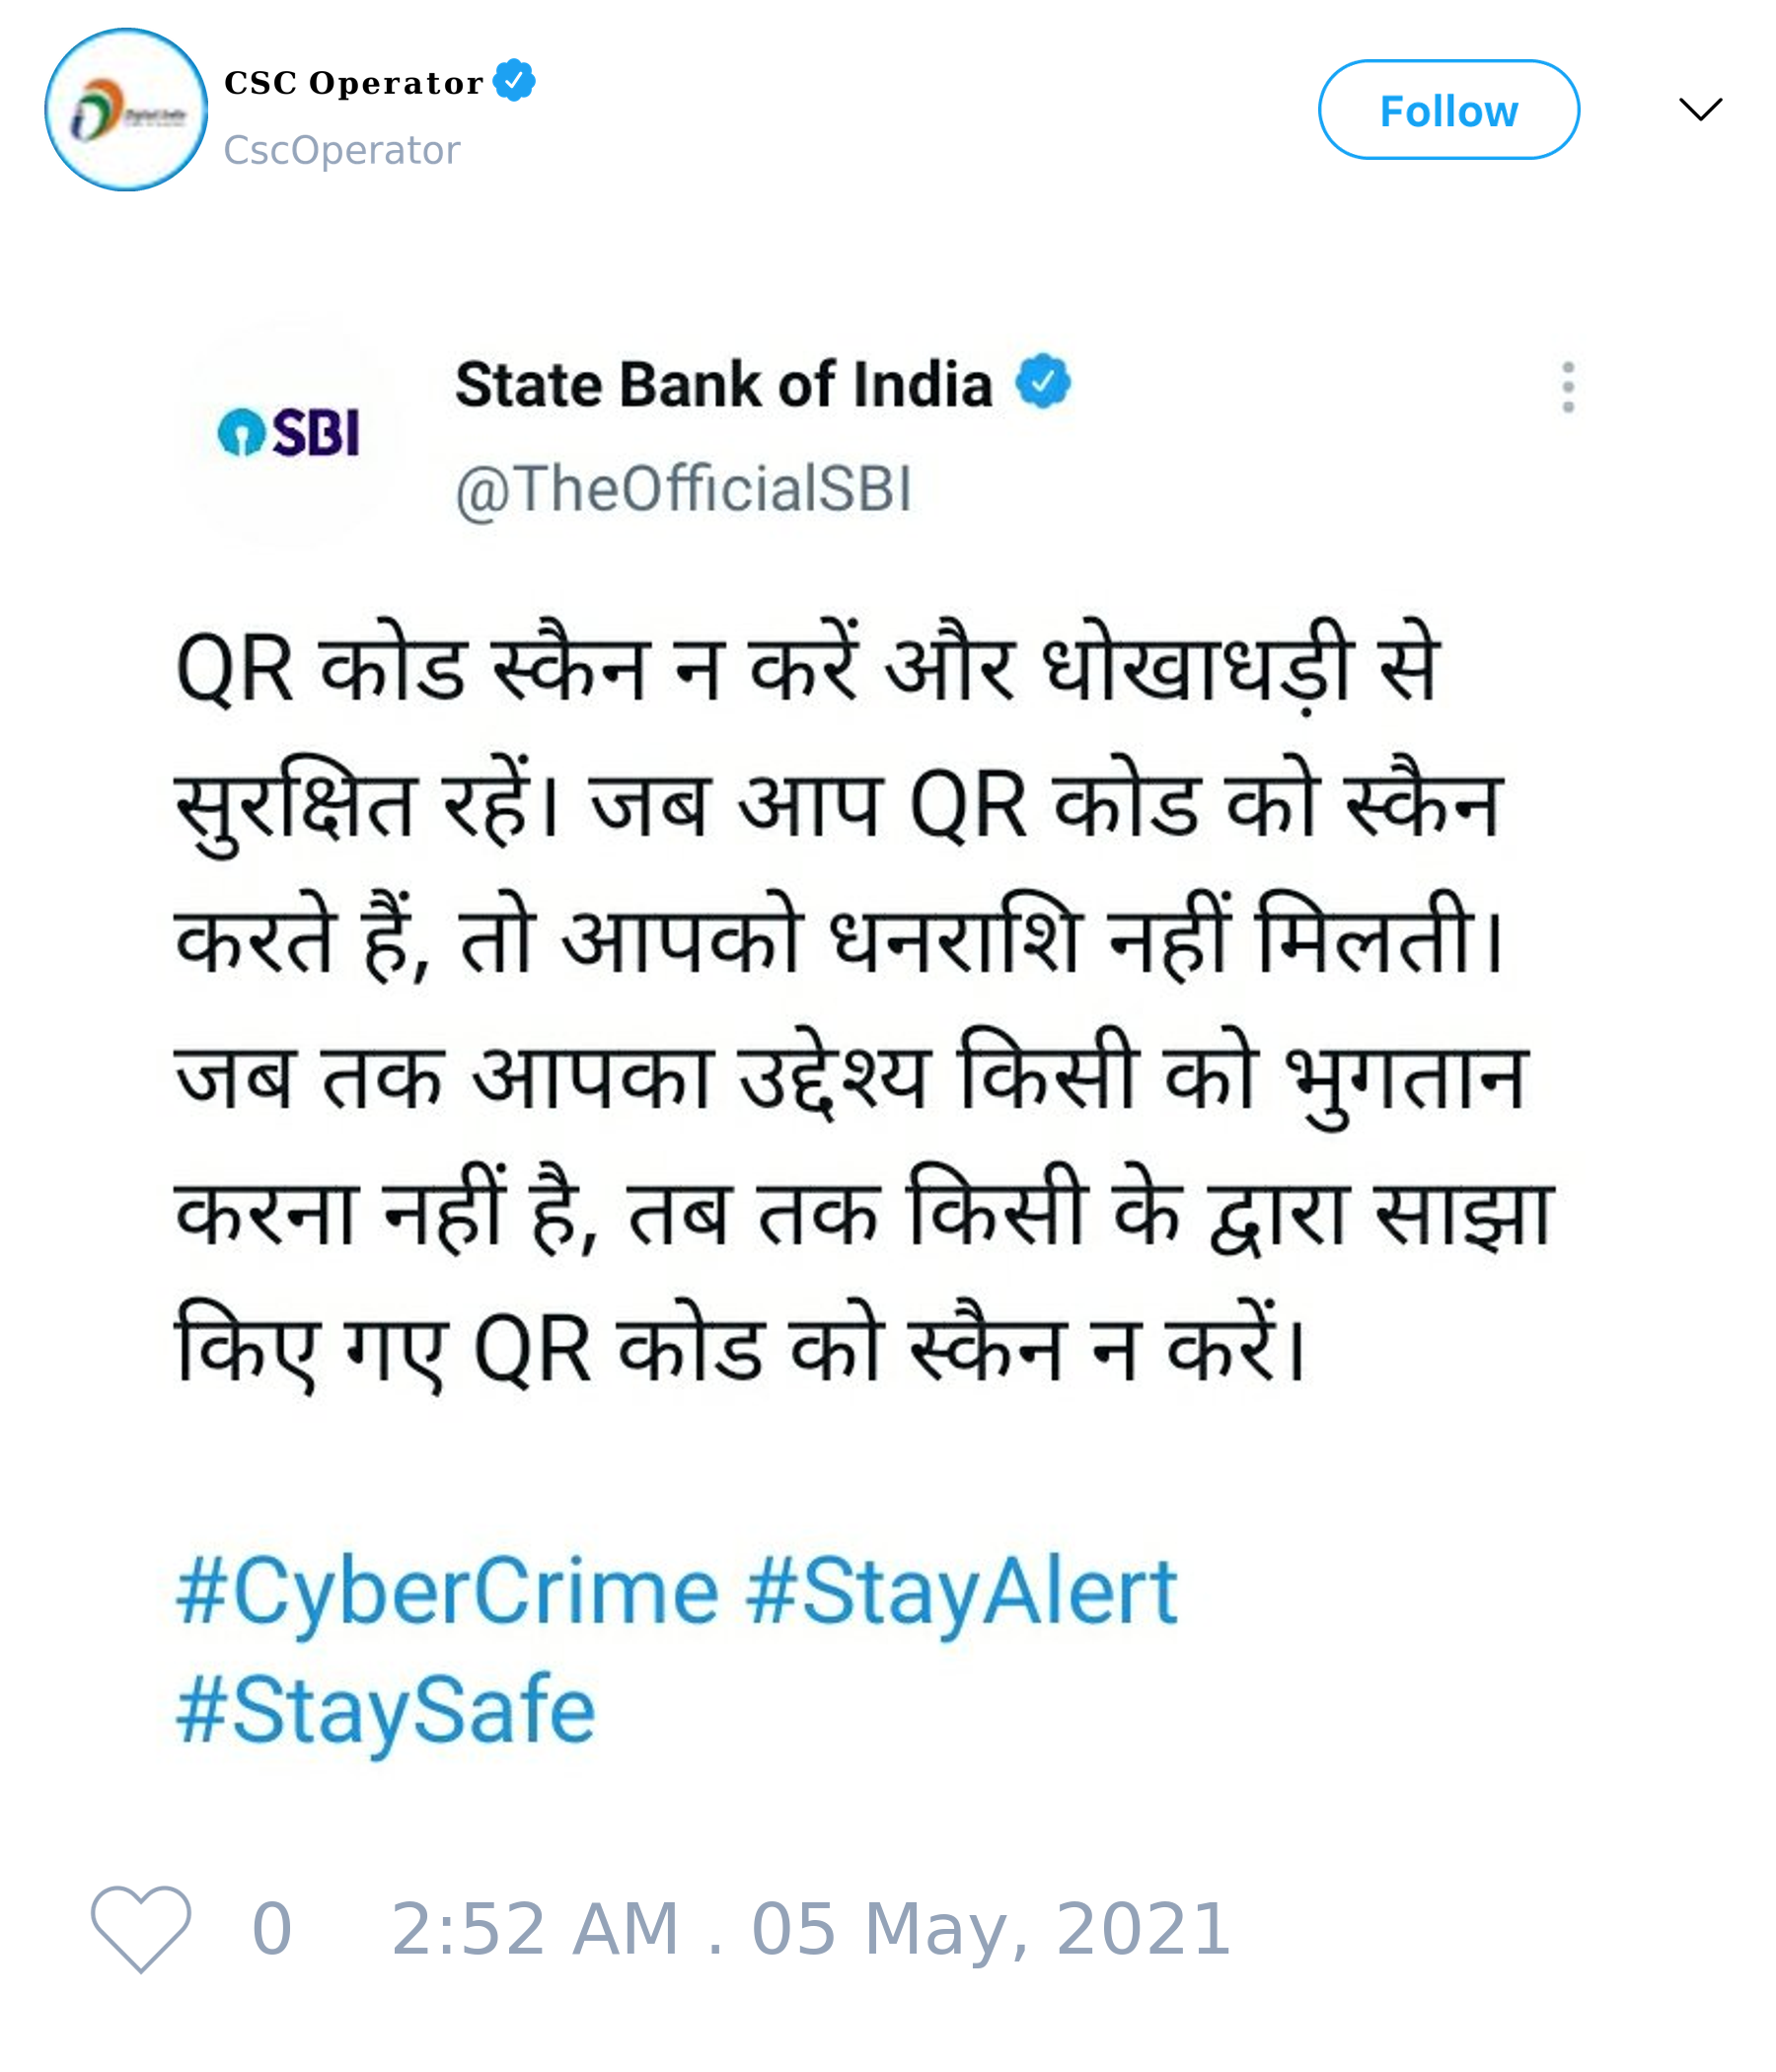 CSC Operator
CscOperator
Follow
SBI
State Bank of India
@TheOfficialSBI
QR कोड स्कैन न करें और धोखाधड़ी से
सुरक्षित रहें। जब आप QR कोड को स्कैन
करते हैं, तो आपको धनराशि नहीं मिलती।
जब तक आपका उद्देश्य किसी को भुगतान
करना नहीं है, तब तक किसी के द्वारा साझा
किए गए QR कोड को स्कैन न करें।
#CyberCrime #StayAlert
#StaySafe
0 2:52 AM . 05 May, 2021